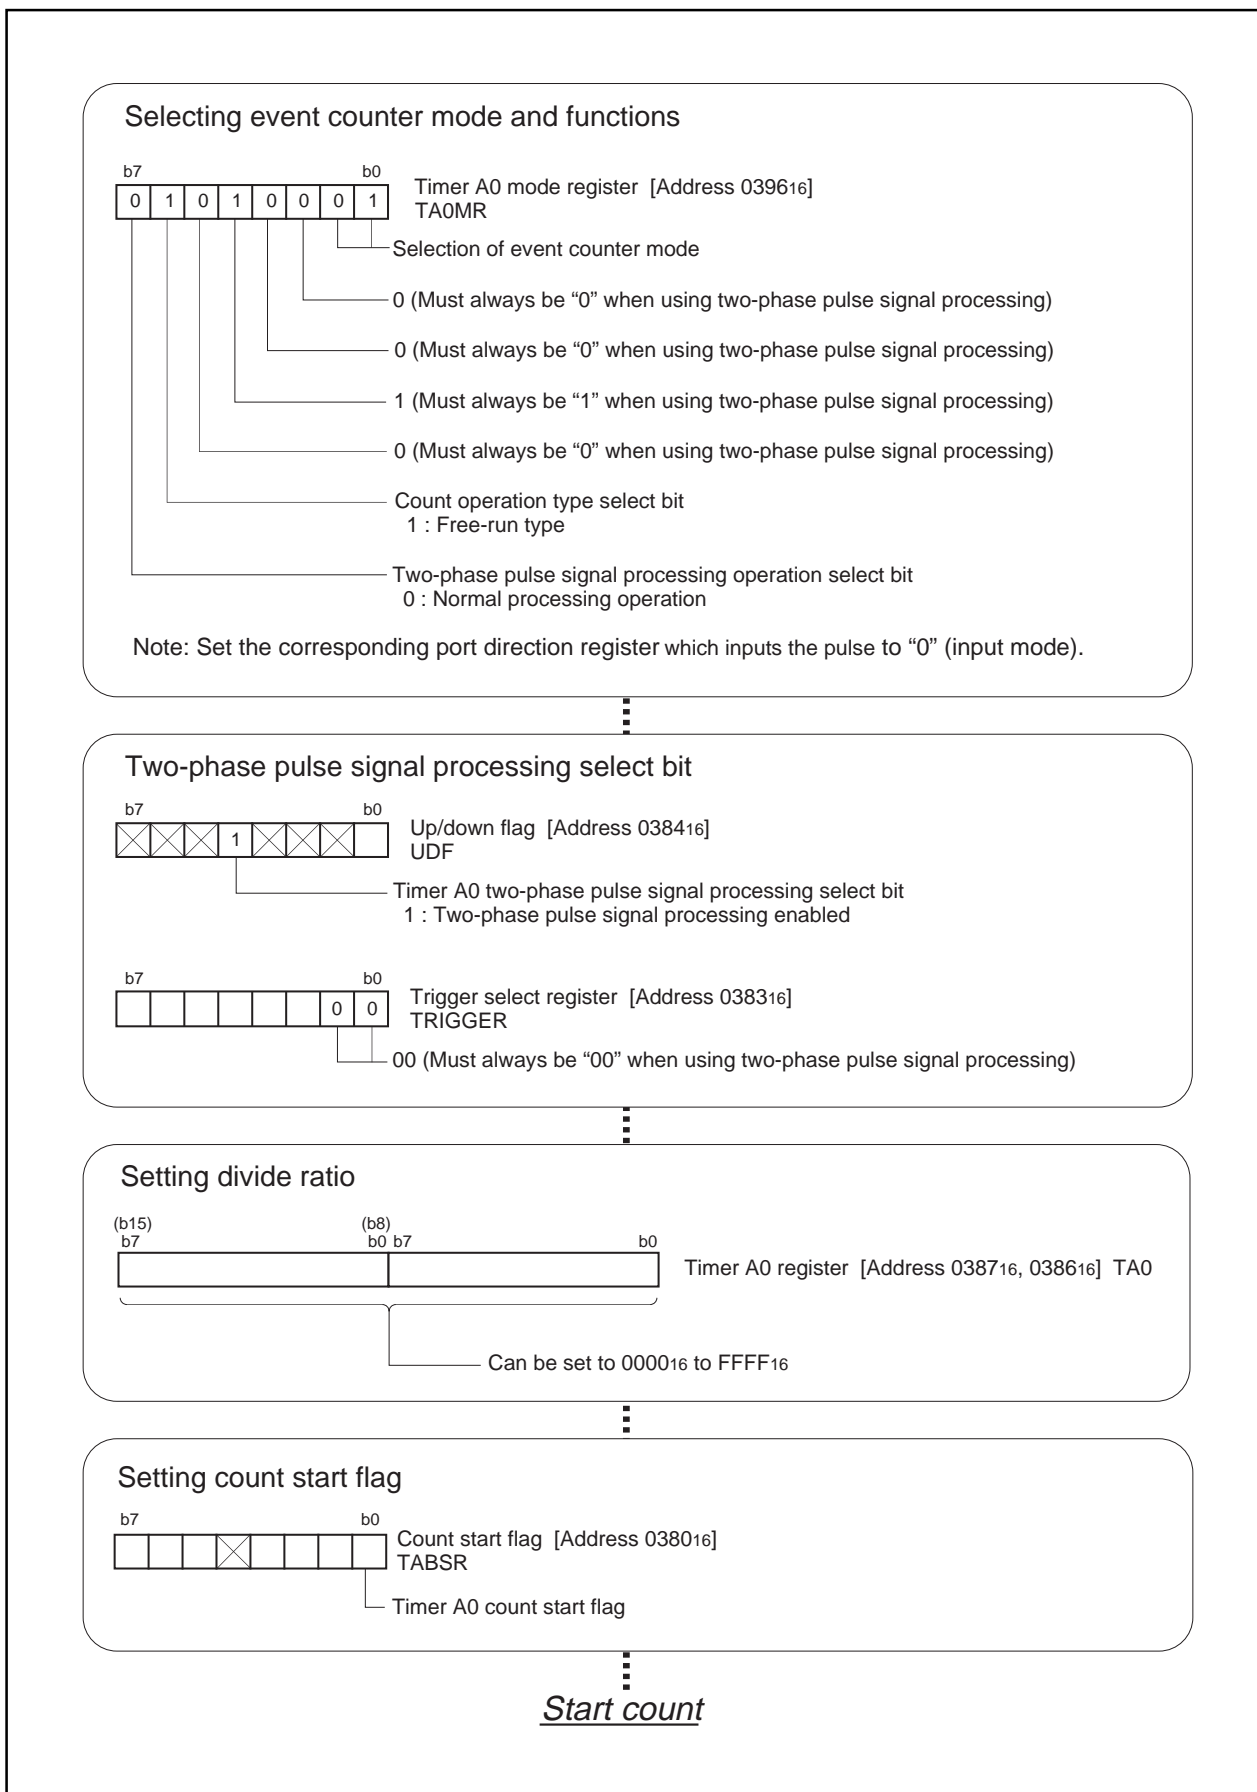 Selecting event counter mode and functions
b7 b0
0 1 0 1 0 0 0 1
Timer A0 mode register [Address 039616]
TA0MR
Selection of event counter mode
0 (Must always be “0” when using two-phase pulse signal processing)
0 (Must always be “0” when using two-phase pulse signal processing)
1 (Must always be “1” when using two-phase pulse signal processing)
0 (Must always be “0” when using two-phase pulse signal processing)
Count operation type select bit
1 : Free-run type
Two-phase pulse signal processing operation select bit
0 : Normal processing operation
Note: Set the corresponding port direction register which inputs the pulse to “0” (input mode).
Two-phase pulse signal processing select bit
b7 b0
1
Up/down flag [Address 038416]
UDF
Timer A0 two-phase pulse signal processing select bit
1 : Two-phase pulse signal processing enabled
b7 b0
0 0
Trigger select register [Address 038316]
TRIGGER
00 (Must always be “00” when using two-phase pulse signal processing)
Setting divide ratio
(b15) (b8)
b7 b0 b7 b0
Timer A0 register [Address 038716, 038616] TA0
Can be set to 000016 to FFFF16
Setting count start flag
b7 b0
Count start flag [Address 038016]
TABSR
Timer A0 count start flag
Start count